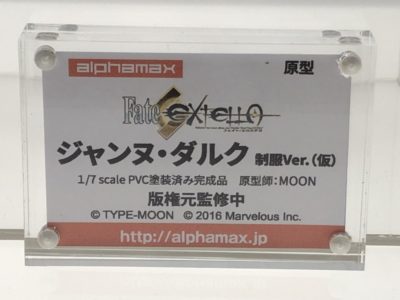 alphamax
原型
Fate EXTELLA
ジャンヌ・ダルク 制服Ver.(仮)
1/7 scale PVC塗装済み完成品 原型師:MOON
版権元監修中
© TYPE-MOON © 2016 Marvelous Inc.
http://alphamax.jp